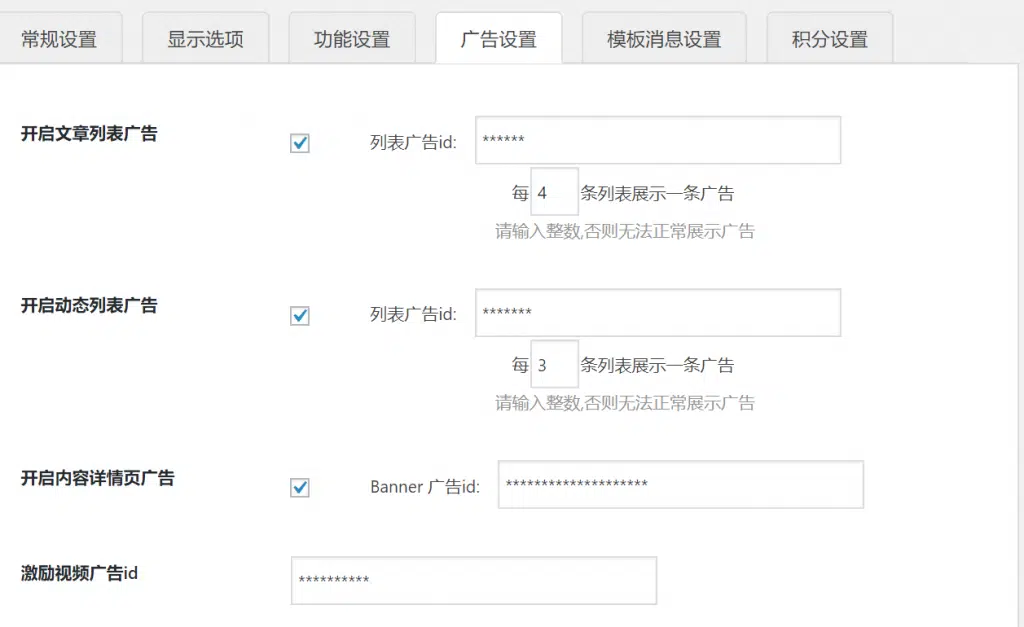 常规设置 显示选项 功能设置 广告设置 模板消息设置 积分设置
开启文章列表广告 列表广告id: ******
每 4 条列表展示一条广告
请输入整数,否则无法正常展示广告
开启动态列表广告 列表广告id: *******
每 3 条列表展示一条广告
请输入整数,否则无法正常展示广告
开启内容详情页广告 Banner 广告id: ********************
激励视频广告id **********